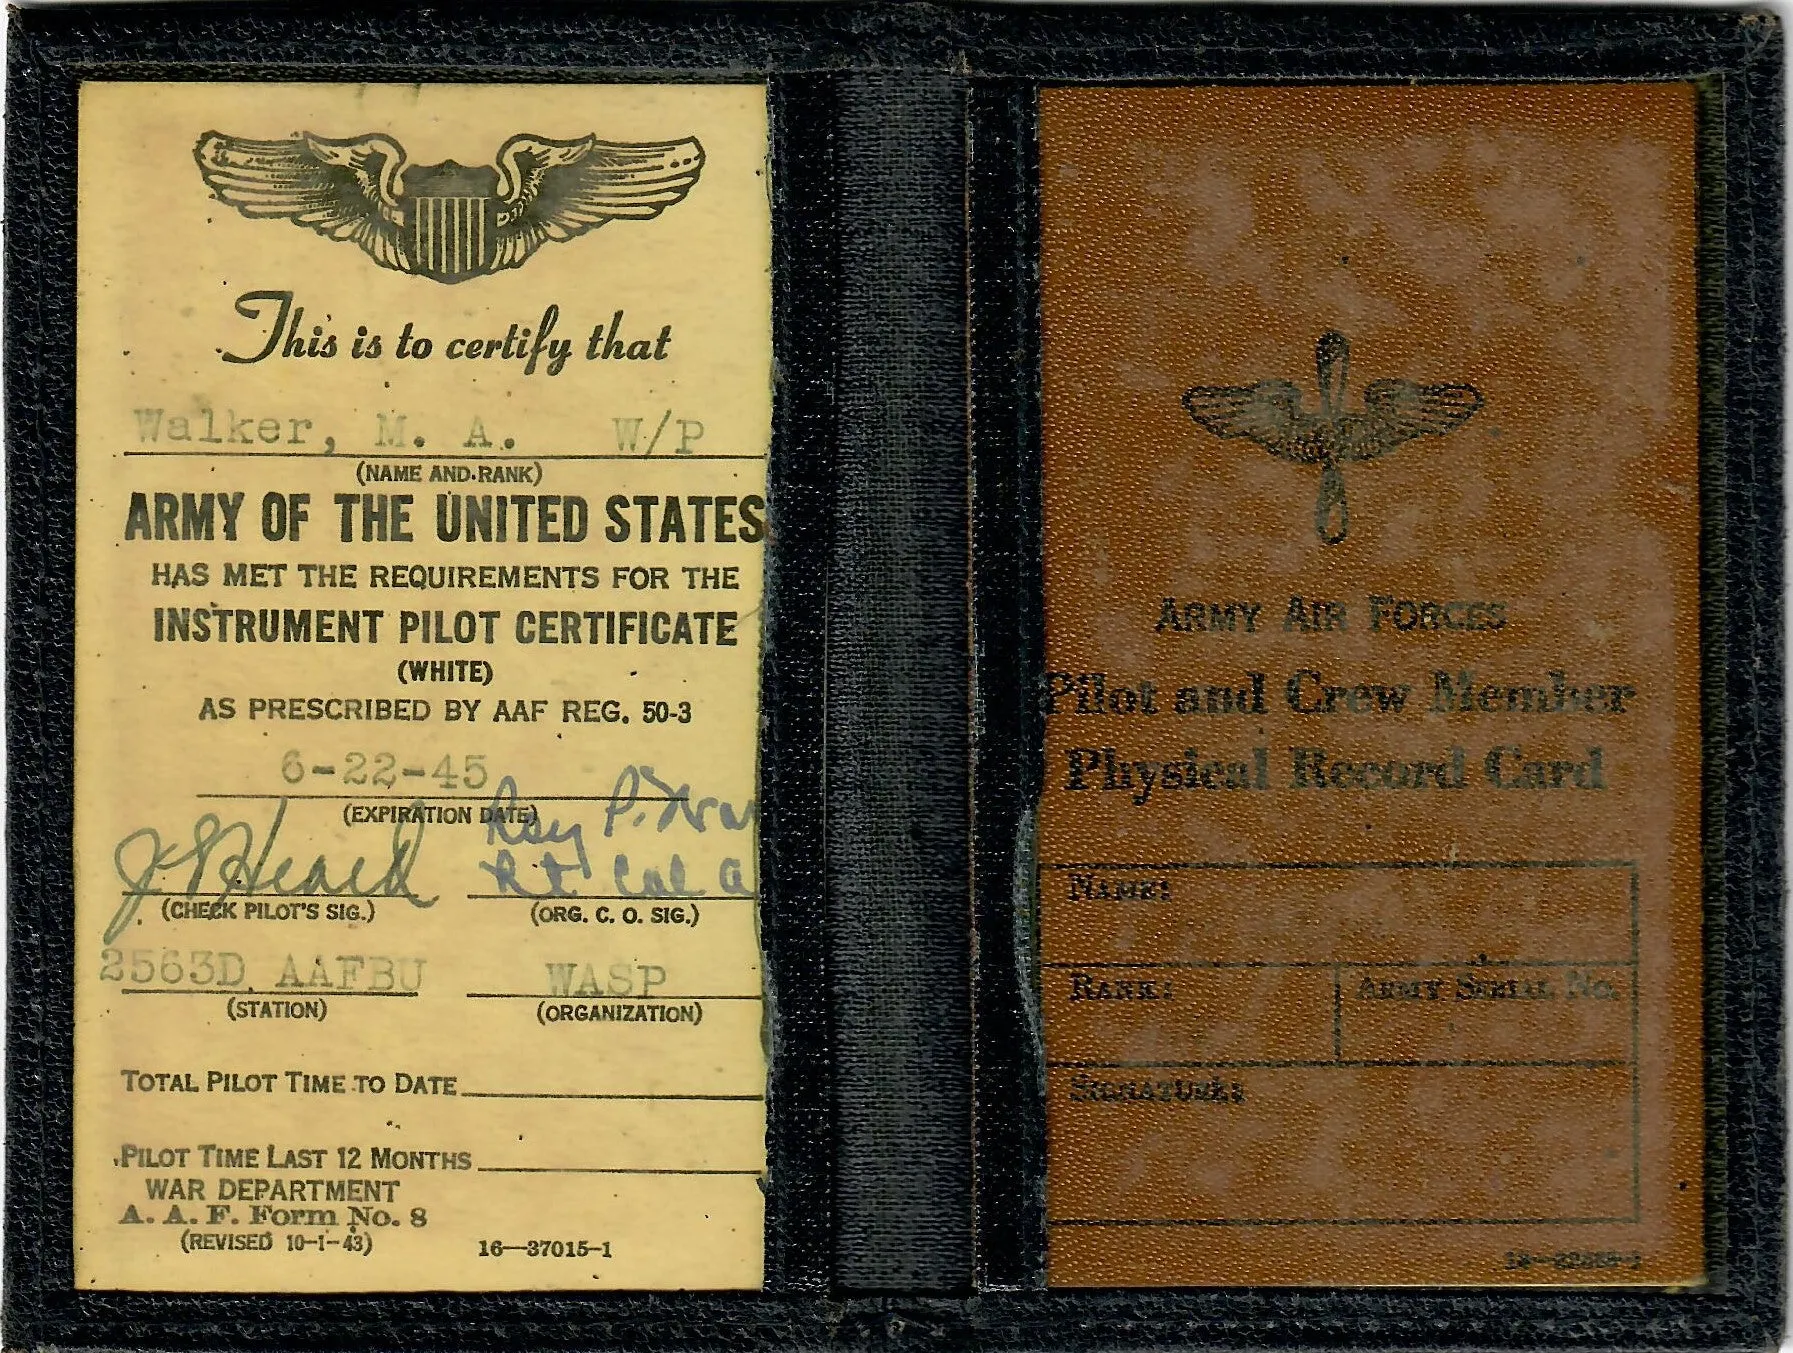 This is to certify that
Walker, M. A. W/P
(NAME AND RANK)
ARMY OF THE UNITED STATES
HAS MET THE REQUIREMENTS FOR THE
INSTRUMENT PILOT CERTIFICATE
(WHITE)
AS PRESCRIBED BY AAF REG. 50-3
6-22-45
(EXPIRATION DATE)
Roy P.
Lt Col
(CHECK PILOT'S SIG.) (ORG. C. O. SIG.)
2563D AAFBU WASP
(STATION) (ORGANIZATION)
TOTAL PILOT TIME TO DATE
PILOT TIME LAST 12 MONTHS
WAR DEPARTMENT
A. A. F. Form No. 8
(REVISED 10-1-43) 16—37015-1
ARMY AIR FORCES
Pilot and Crew Member
Physical Record Card
NAME:
RANK: ARMY SERIAL No.
SIGNATURE: